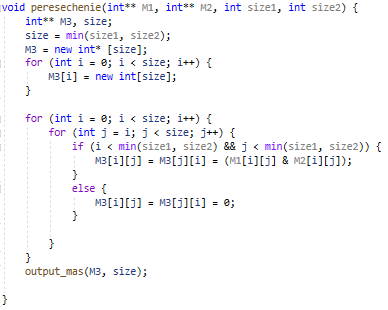 void peresechenie(int** M1, int** M2, int size1, int size2) {
    int** M3, size;
    size = min(size1, size2);
    M3 = new int* [size];
    for (int i = 0; i < size; i++) {
        M3[i] = new int[size];
    }

    for (int i = 0; i < size; i++) {
        for (int j = i; j < size; j++) {
            if (i < min(size1, size2) && j < min(size1, size2)) {
                M3[i][j] = M3[j][i] = (M1[i][j] & M2[i][j]);
            }
            else {
                M3[i][j] = M3[j][i] = 0;
            }

        }
    }
    output_mas(M3, size);

}